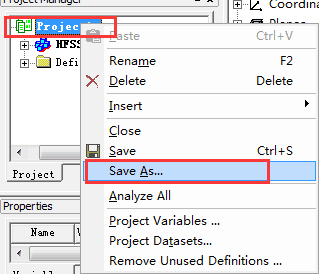 Project Manager
Project
HFSS
Defi
Project
Properties
Name
V
Coordina
Planes
Paste Ctrl+V
Rename F2
Delete Delete
Insert
Close
Save Ctrl+S
Save As...
Analyze All
Project Variables ...
Project Datasets...
Remove Unused Definitions ...